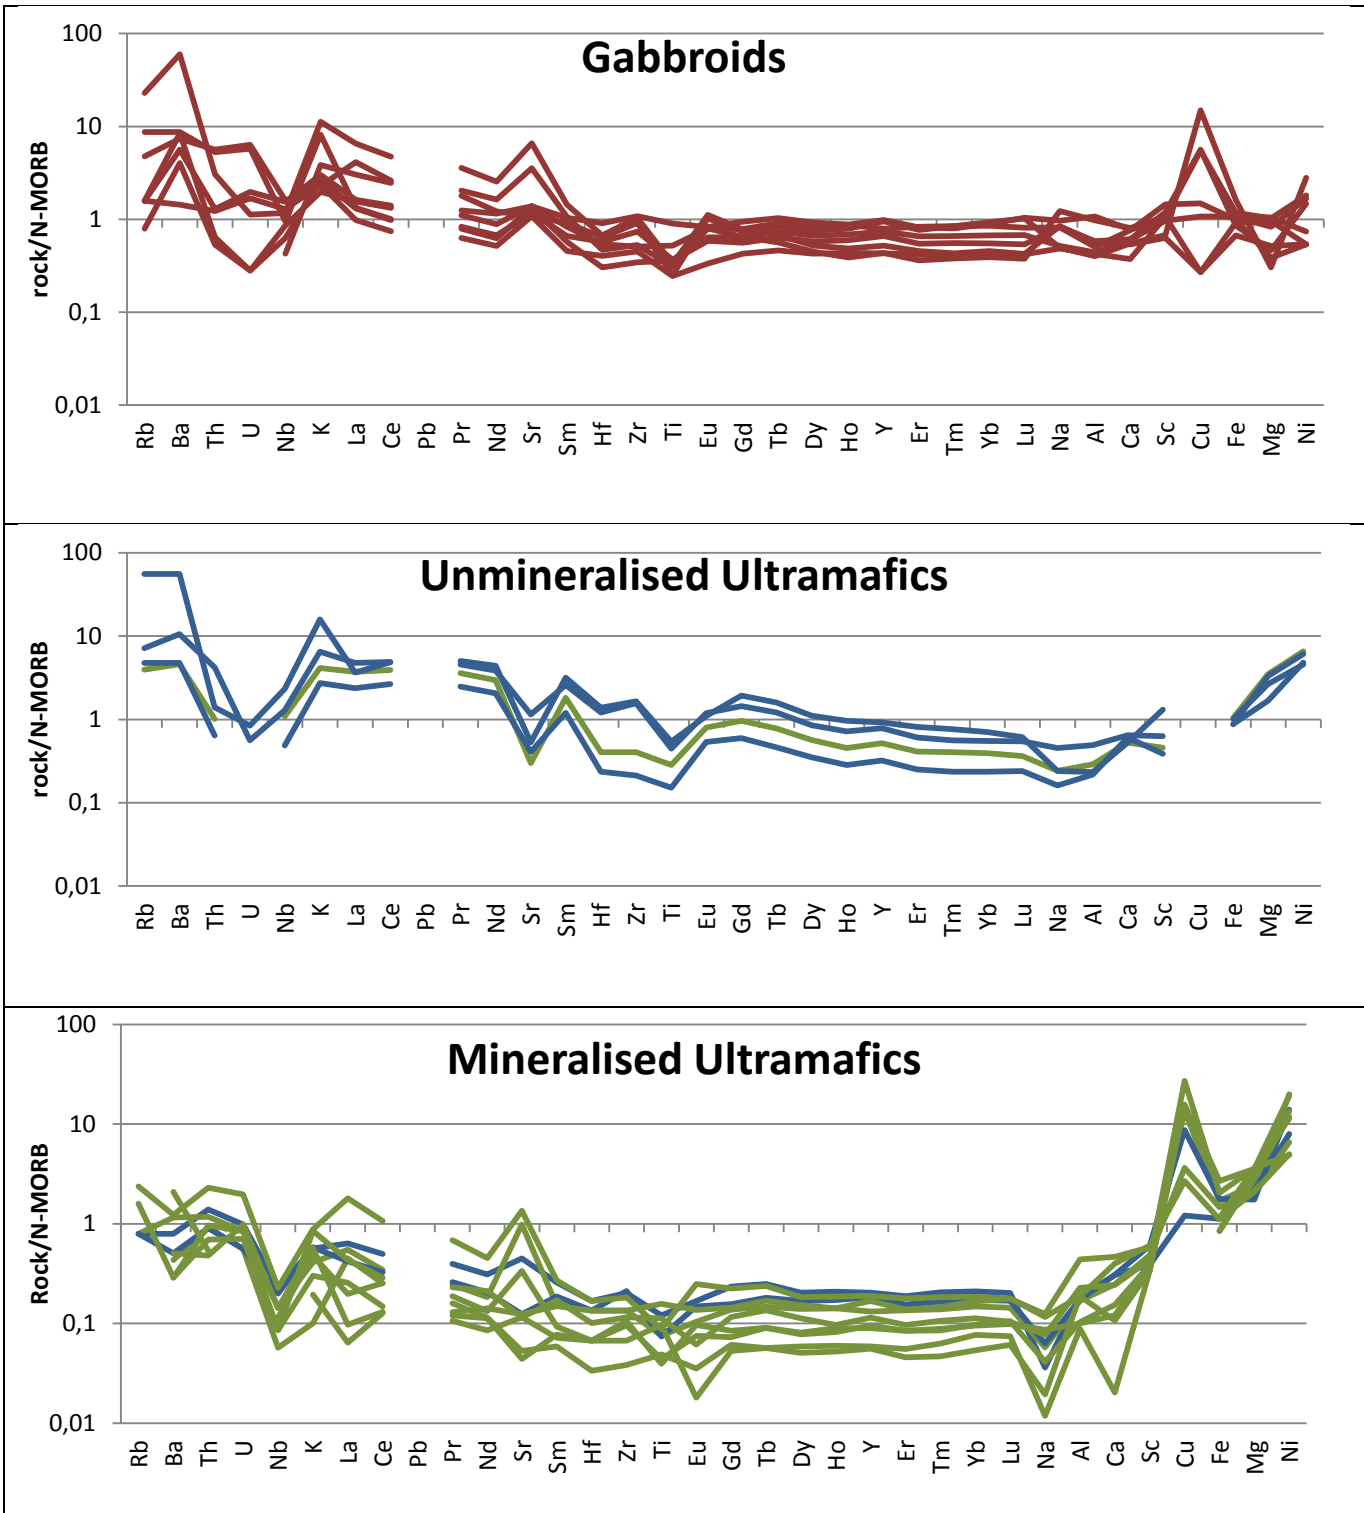 Gabbroids
rock/N-MORB
100
10
1
0,1
0,01
Rb Ba Th U Nb K La Ce Pb Pr Nd Sr Sm Hf Zr Ti Eu Gd Tb Dy Ho Y Er Tm Yb Lu Na Al Ca Sc Cu Fe Mg Ni
Unmineralised Ultramafics
rock/N-MORB
100
10
1
0,1
0,01
Rb Ba Th U Nb K La Ce Pb Pr Nd Sr Sm Hf Zr Ti Eu Gd Tb Dy Ho Y Er Tm Yb Lu Na Al Ca Sc Cu Fe Mg Ni
Mineralised Ultramafics
Rock/N-MORB
100
10
1
0,1
0,01
Rb Ba Th U Nb K La Ce Pb Pr Nd Sr Sm Hf Zr Ti Eu Gd Tb Dy Ho Y Er Tm Yb Lu Na Al Ca Sc Cu Fe Mg Ni